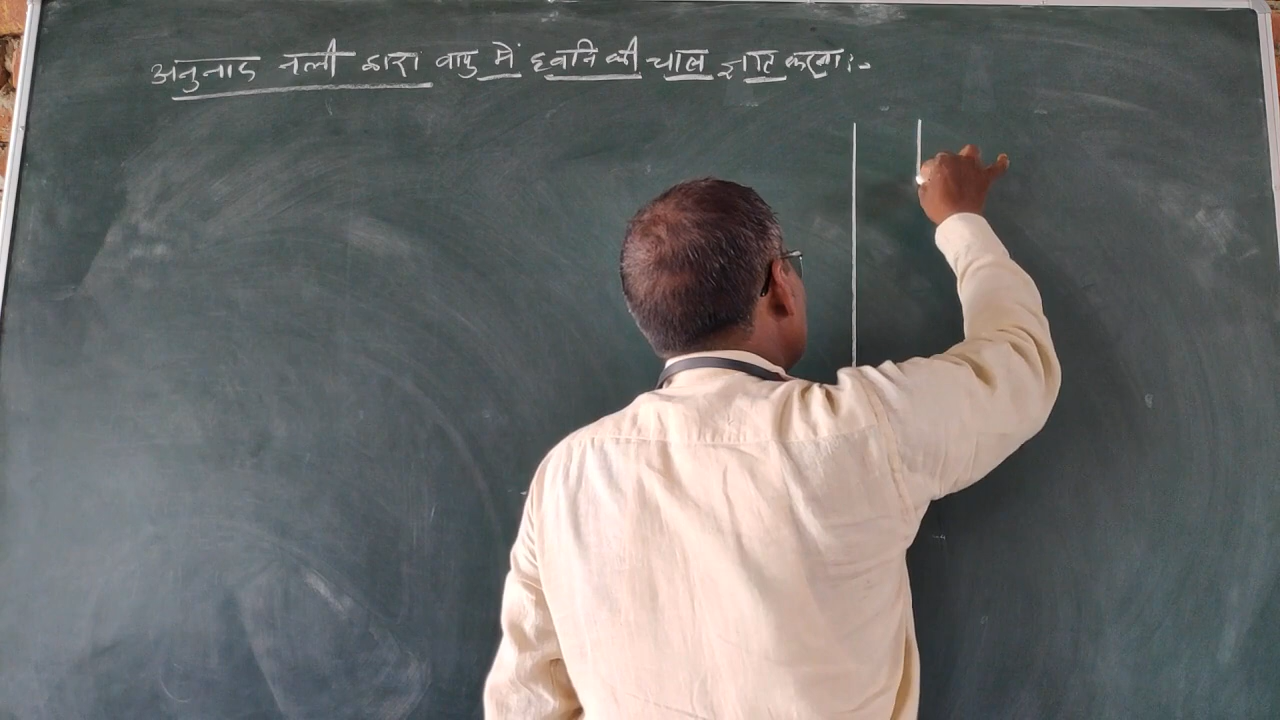 अनुनाद नली द्वारा वायु में ध्वनि की चाल ज्ञात करना:-